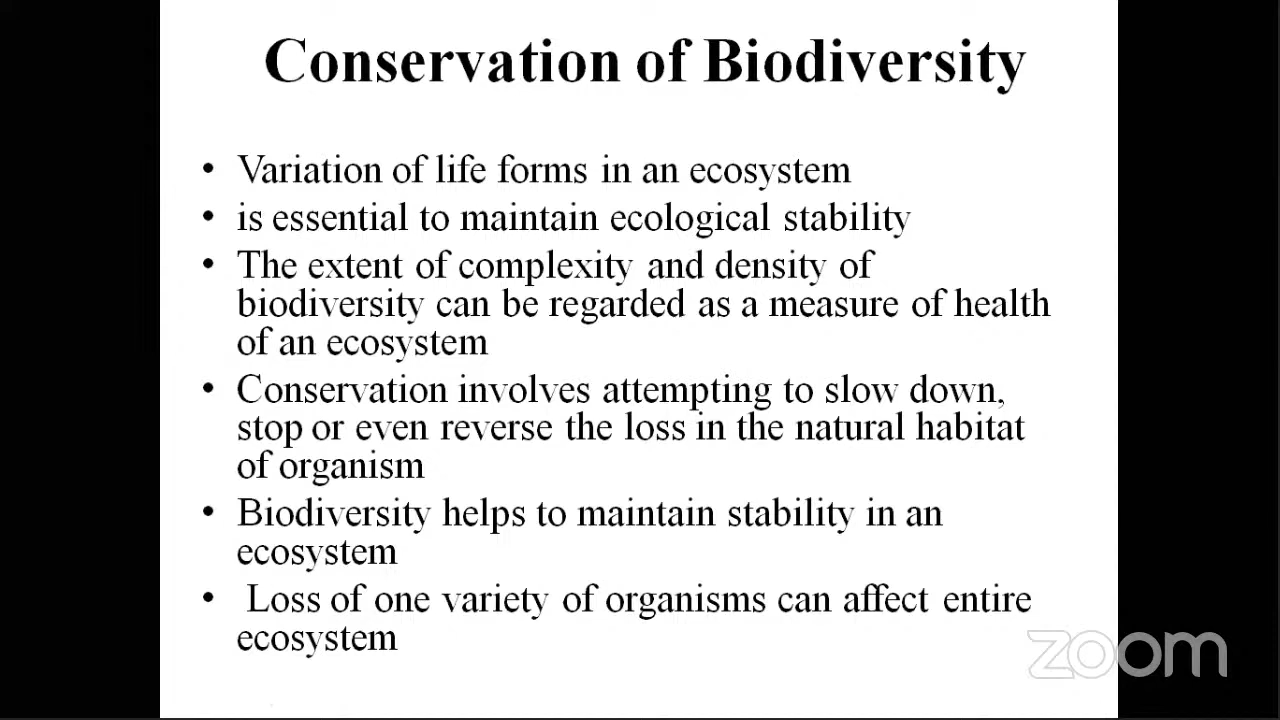 Conservation of Biodiversity
• Variation of life forms in an ecosystem
• is essential to maintain ecological stability
• The extent of complexity and density of
biodiversity can be regarded as a measure of health
of an ecosystem
• Conservation involves attempting to slow down,
stop or even reverse the loss in the natural habitat
of organism
• Biodiversity helps to maintain stability in an
ecosystem
• Loss of one variety of organisms can affect entire
ecosystem
zoom